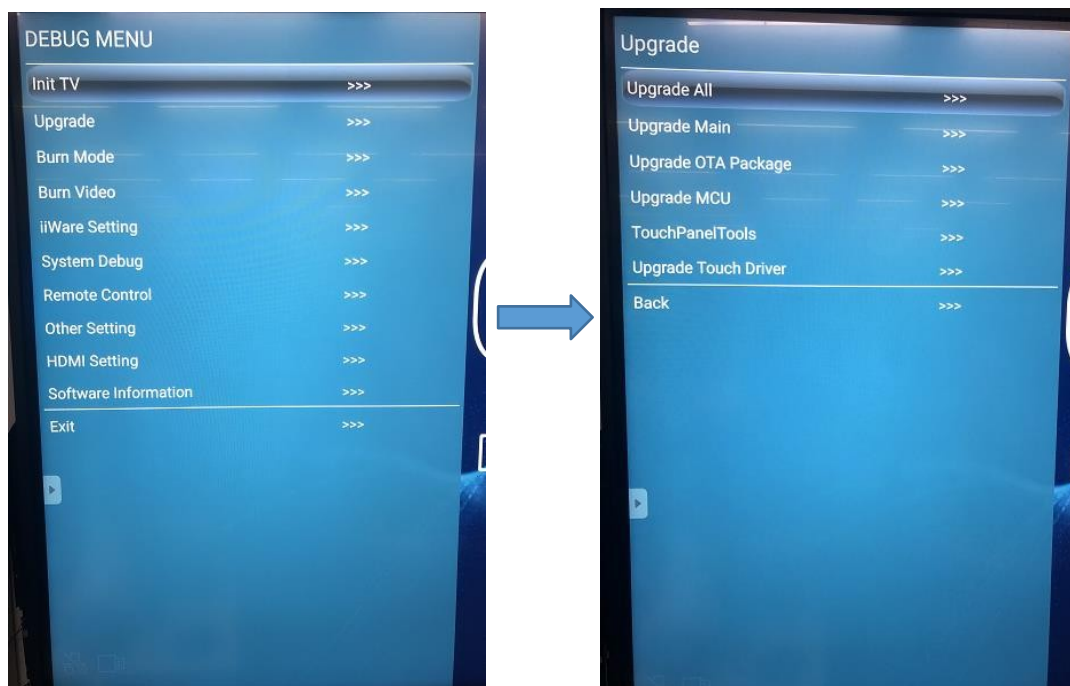 DEBUG MENU
Init TV >>>
Upgrade >>>
Burn Mode >>>
Burn Video >>>
iiWare Setting >>>
System Debug >>>
Remote Control >>>
Other Setting >>>
HDMI Setting >>>
Software Information >>>
Exit >>>
Upgrade
Upgrade All >>>
Upgrade Main >>>
Upgrade OTA Package >>>
Upgrade MCU >>>
TouchPanelTools >>>
Upgrade Touch Driver >>>
Back >>>